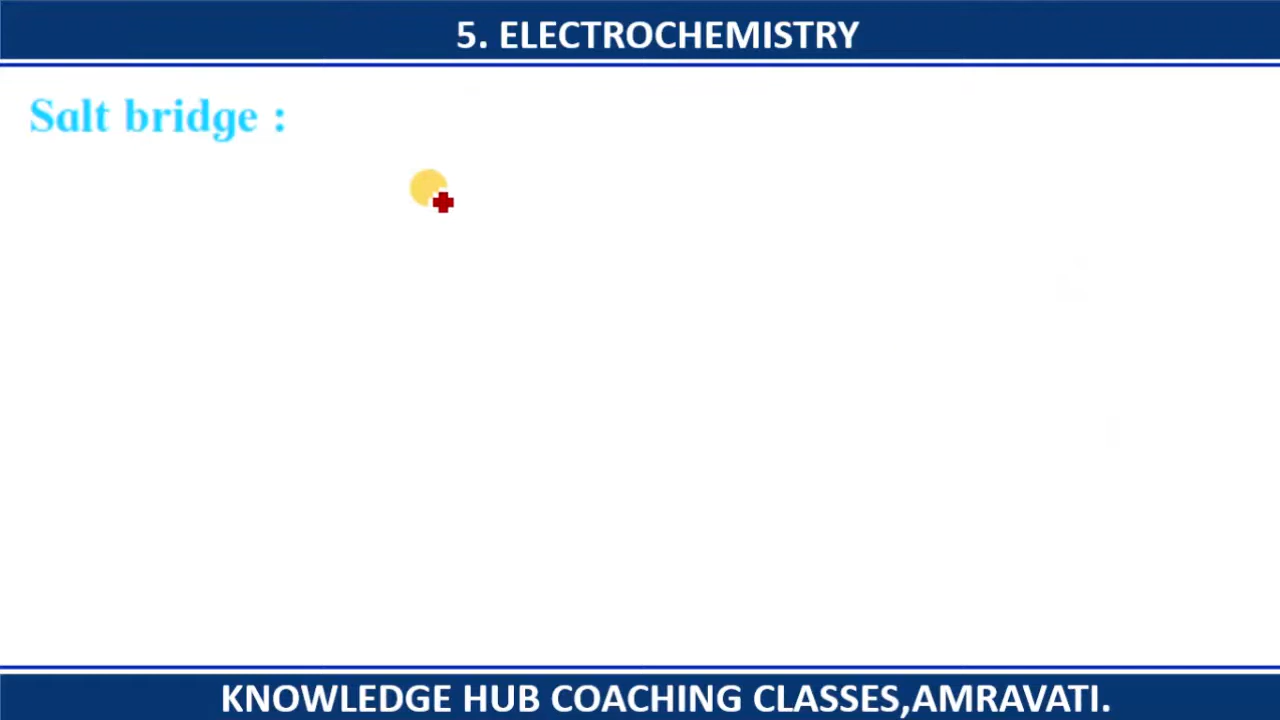 5. ELECTROCHEMISTRY
Salt bridge :
KNOWLEDGE HUB COACHING CLASSES,AMRAVATI.